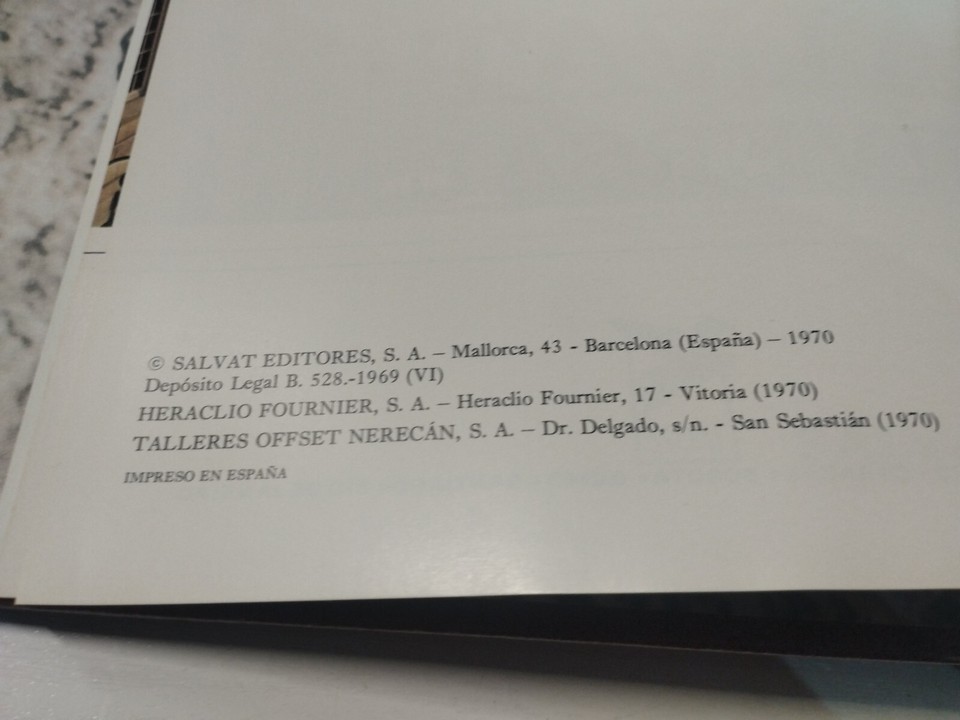 © SALVAT EDITORES, S. A. – Mallorca, 43 - Barcelona (España) – 1970
Depósito Legal B. 528.-1969 (VI)
HERACLIO FOURNIER, S. A. – Heraclio Fournier, 17 - Vitoria (1970)
TALLERES OFFSET NERECÁN, S. A. – Dr. Delgado, s/n. - San Sebastián (1970)
IMPRESO EN ESPAÑA